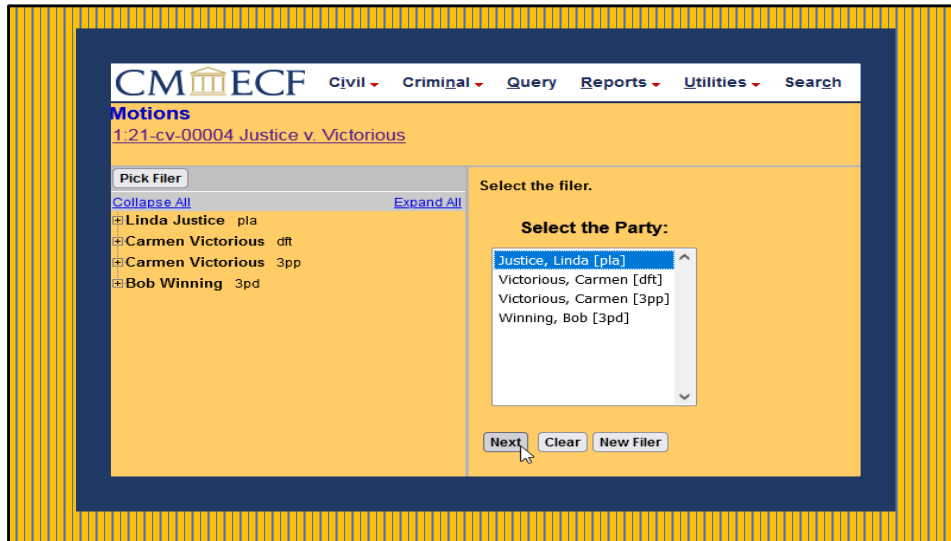 CM ECF Civil Criminal Query Reports Utilities Search
Motions
1:21-cv-00004 Justice v. Victorious
Pick Filer
Collapse All Expand All
Linda Justice pla
Carmen Victorious dft
Carmen Victorious 3pp
Bob Winning 3pd
Select the filer.
Select the Party:
Justice, Linda [pla]
Victorious, Carmen [dft]
Victorious, Carmen [3pp]
Winning, Bob [3pd]
Next Clear New Filer